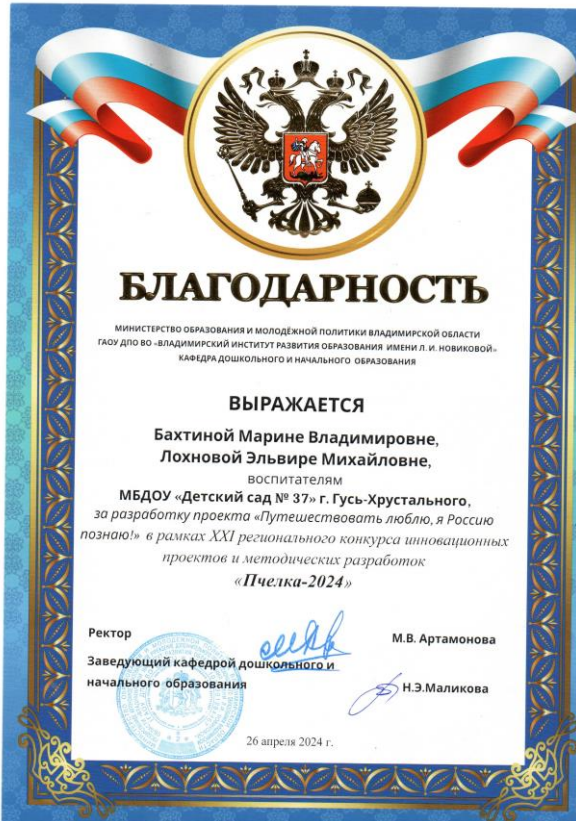 БЛАГОДАРНОСТЬ
МИНИСТЕРСТВО ОБРАЗОВАНИЯ И МОЛОДЁЖНОЙ ПОЛИТИКИ ВЛАДИМИРСКОЙ ОБЛАСТИ
ГАОУ ДПО ВО «ВЛАДИМИРСКИЙ ИНСТИТУТ РАЗВИТИЯ ОБРАЗОВАНИЯ ИМЕНИ Л. И. НОВИКОВОЙ»
КАФЕДРА ДОШКОЛЬНОГО И НАЧАЛЬНОГО ОБРАЗОВАНИЯ
ВЫРАЖАЕТСЯ
Бахтиной Марине Владимировне,
Лохновой Эльвире Михайловне,
воспитателям
МБДОУ «Детский сад № 37» г. Гусь-Хрустального,
за разработку проекта «Путешествовать люблю, я Россию
познаю!» в рамках XXI регионального конкурса инновационных
проектов и методических разработок
«Пчелка-2024»
Ректор
М.В. Артамонова
Заведующий кафедрой дошкольного и
начального образования
Н.Э.Маликова
26 апреля 2024 г.